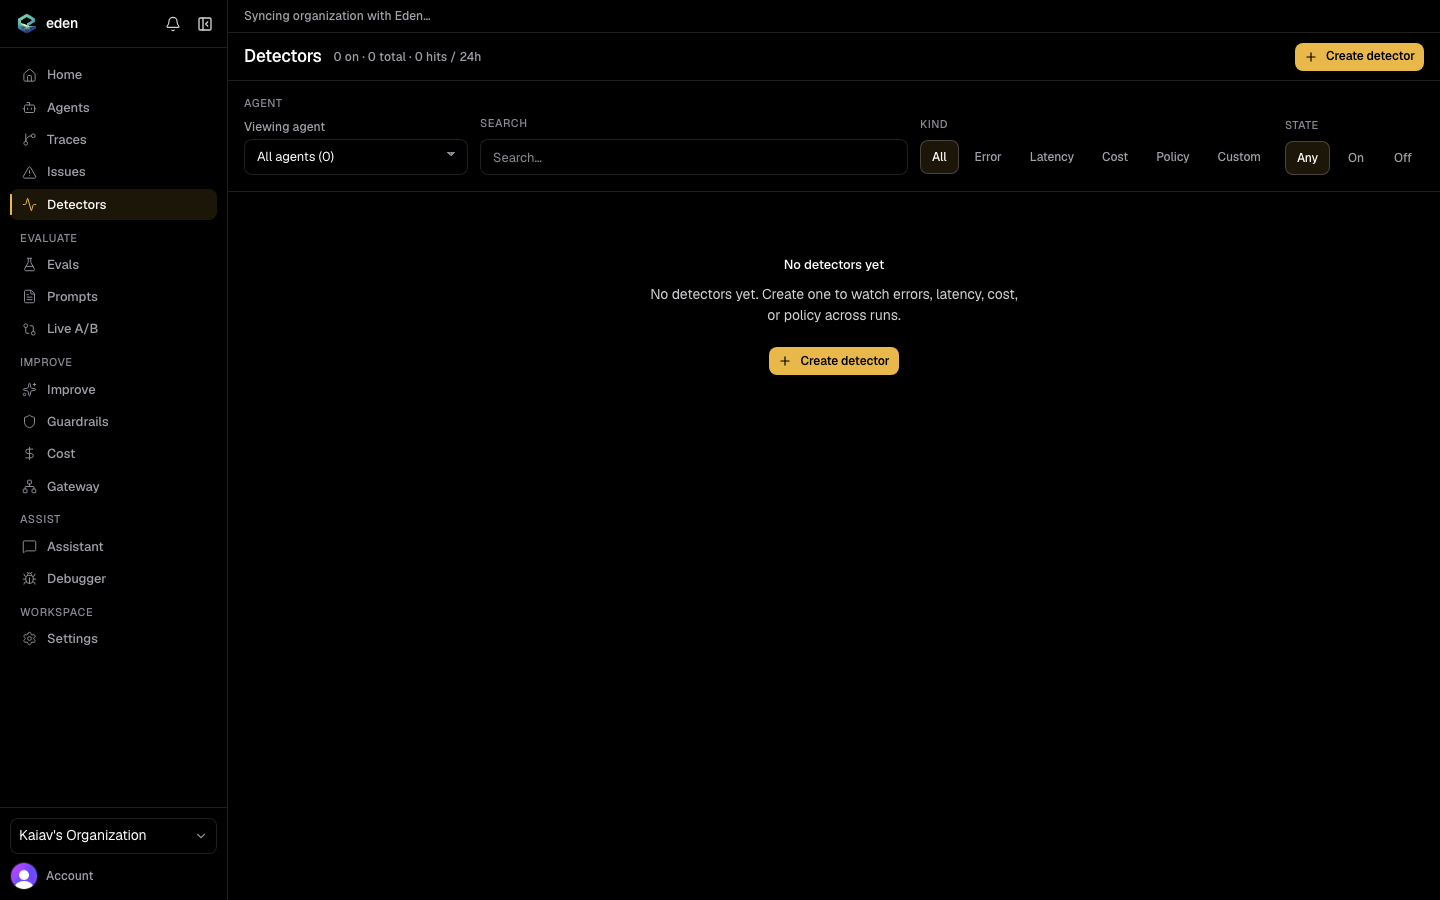 eden
Home
Agents
Traces
Issues
Detectors
EVALUATE
Evals
Prompts
Live A/B
IMPROVE
Improve
Guardrails
Cost
Gateway
ASSIST
Assistant
Debugger
WORKSPACE
Settings
Kaiav's Organization
Account
Syncing organization with Eden…
Detectors 0 on · 0 total · 0 hits / 24h
Create detector
AGENT
Viewing agent
All agents (0)
SEARCH
Search…
KIND
All Error Latency Cost Policy Custom
STATE
Any On Off
No detectors yet
No detectors yet. Create one to watch errors, latency, cost,
or policy across runs.
Create detector